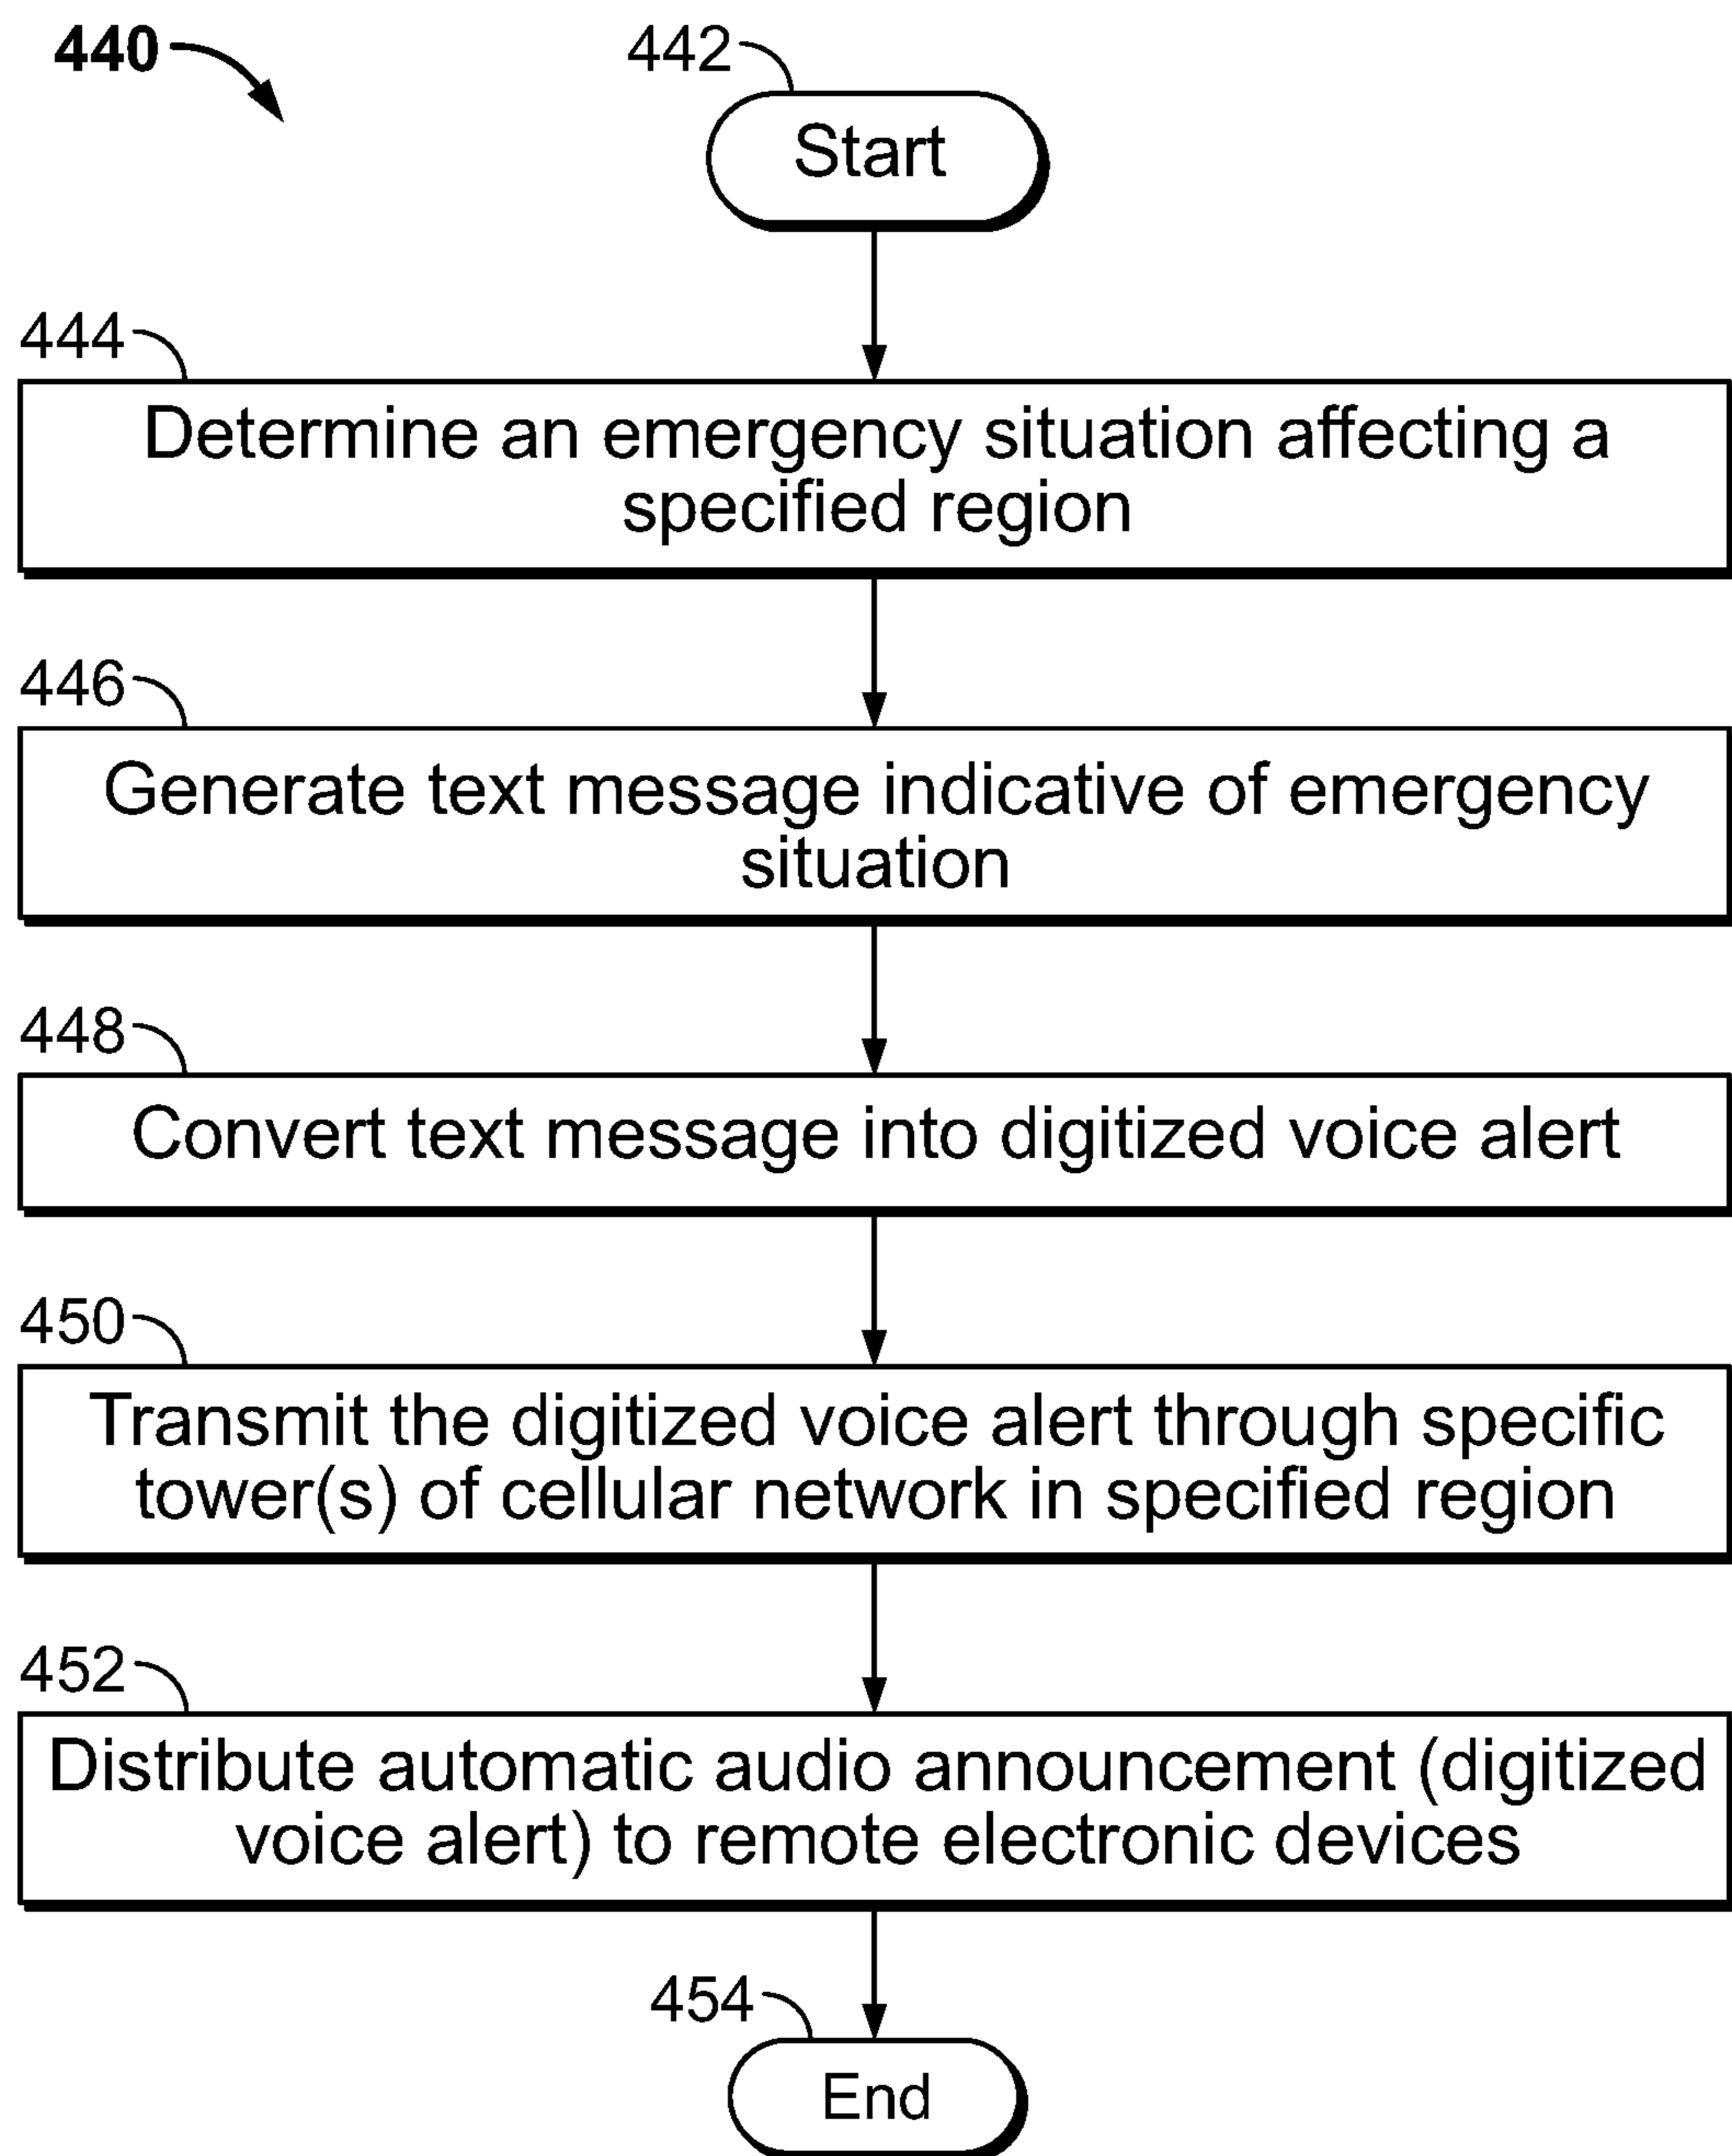 440
442
Start
444
Determine an emergency situation affecting a
specified region
446
Generate text message indicative of emergency
situation
448
Convert text message into digitized voice alert
450
Transmit the digitized voice alert through specific
tower(s) of cellular network in specified region
452
Distribute automatic audio announcement (digitized
voice alert) to remote electronic devices
454
End